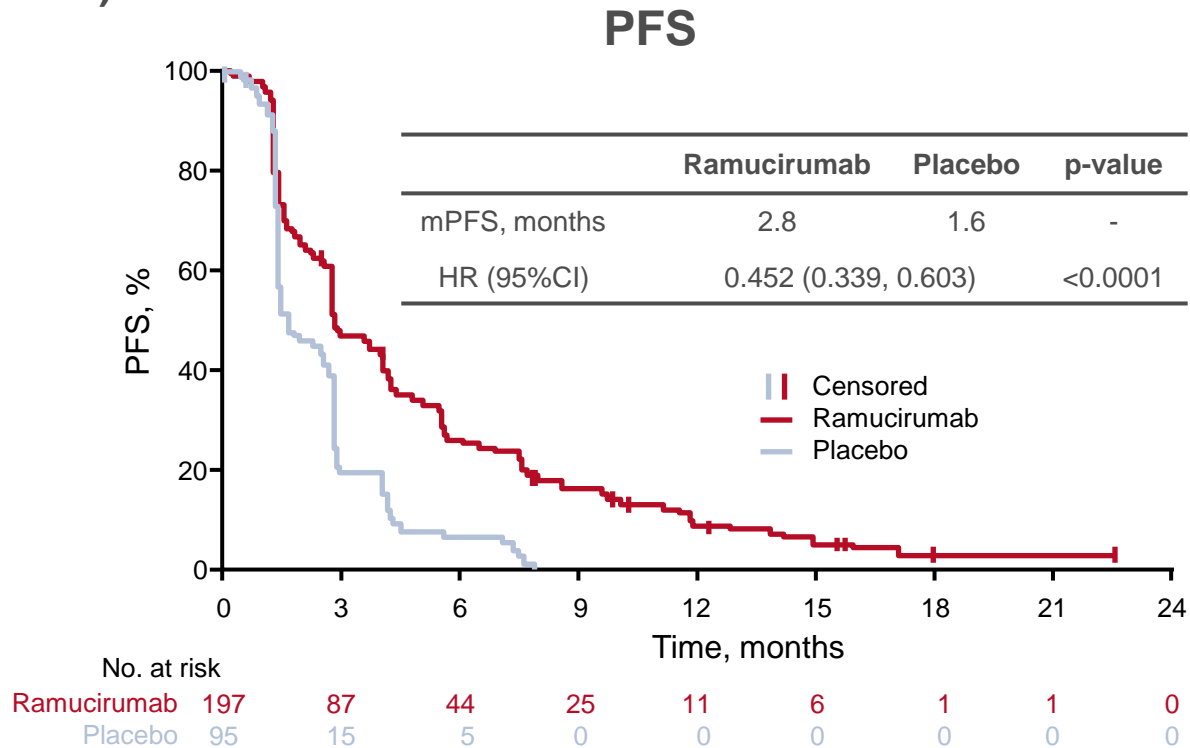 PFS
100
80
60
40
20
0
PFS, %
Ramucirumab Placebo p-value
mPFS, months 2.8 1.6 -
HR (95%CI) 0.452 (0.339, 0.603) <0.0001
Censored
Ramucirumab
Placebo
0 3 6 9 12 15 18 21 24
Time, months
No. at risk
Ramucirumab 197 87 44 25 11 6 1 1 0
Placebo 95 15 5 0 0 0 0 0 0